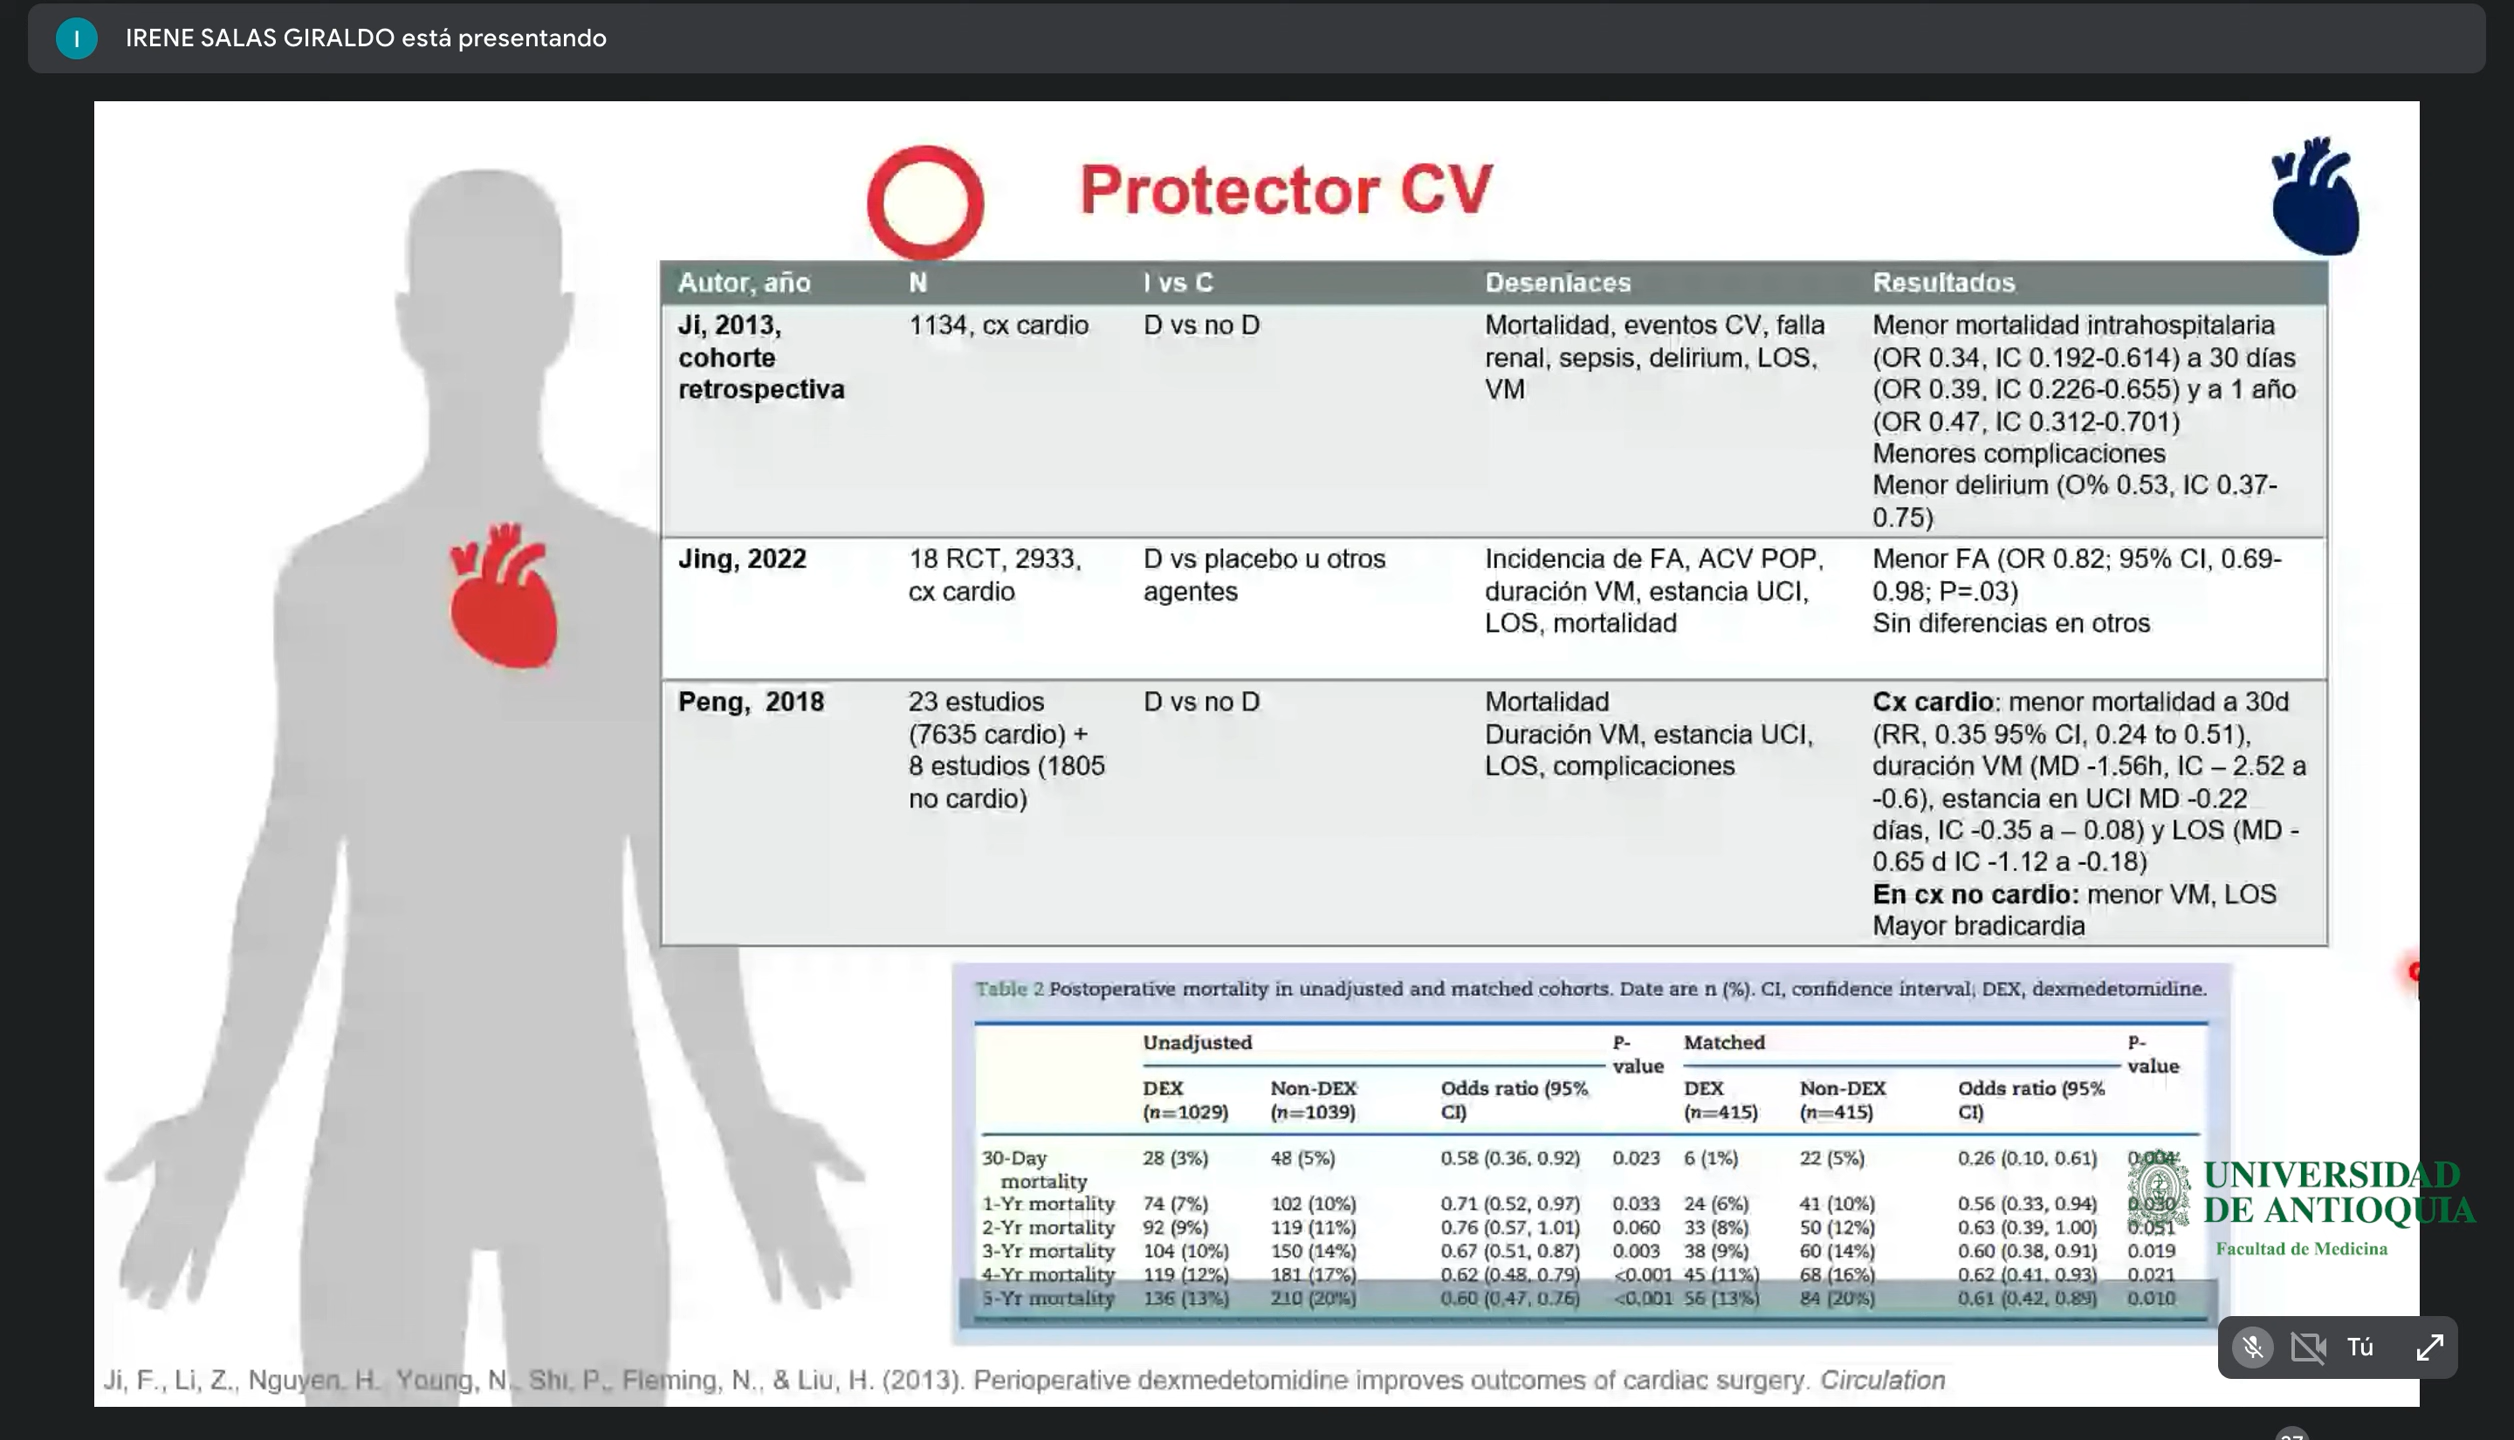 I
IRENE SALAS GIRALDO está presentando
Protector CV
Autor, año N I vs C Desenlaces Resultados
Ji, 2013,
cohorte
retrospectiva
1134, cx cardio
D vs no D
Mortalidad, eventos CV, falla
renal, sepsis, delirium, LOS,
VM
Menor mortalidad intrahospitalaria
(OR 0.34, IC 0.192-0.614) a 30 días
(OR 0.39, IC 0.226-0.655) y a 1 año
(OR 0.47, IC 0.312-0.701)
Menores complicaciones
Menor delirium (O% 0.53, IC 0.37-
0.75)
Jing, 2022
18 RCT, 2933,
cx cardio
D vs placebo u otros
agentes
Incidencia de FA, ACV POP,
duración VM, estancia UCI,
LOS, mortalidad
Menor FA (OR 0.82; 95% CI, 0.69-
0.98; P=.03)
Sin diferencias en otros
Peng, 2018
23 estudios
(7635 cardio) +
8 estudios (1805
no cardio)
D vs no D
Mortalidad
Duración VM, estancia UCI,
LOS, complicaciones
Cx cardio: menor mortalidad a 30d
(RR, 0.35 95% CI, 0.24 to 0.51),
duración VM (MD -1.56h, IC – 2.52 a
-0.6), estancia en UCI MD -0.22
días, IC -0.35 a – 0.08) y LOS (MD -
0.65 d IC -1.12 a -0.18)
En cx no cardio: menor VM, LOS
Mayor bradicardia
Table 2 Postoperative mortality in unadjusted and matched cohorts. Date are n (%). CI, confidence interval; DEX, dexmedetomidine.
Unadjusted P- Matched P-
value value
DEX Non-DEX Odds ratio (95% DEX Non-DEX Odds ratio (95%
(n=1029) (n=1039) CI) (n=415) (n=415) CI)
30-Day 28 (3%) 48 (5%) 0.58 (0.36, 0.92) 0.023 6 (1%) 22 (5%) 0.26 (0.10, 0.61) 0.004
mortality
1-Yr mortality 74 (7%) 102 (10%) 0.71 (0.52, 0.97) 0.033 24 (6%) 41 (10%) 0.56 (0.33, 0.94) 0.030
2-Yr mortality 92 (9%) 119 (11%) 0.76 (0.57, 1.01) 0.060 33 (8%) 50 (12%) 0.63 (0.39, 1.00) 0.051
3-Yr mortality 104 (10%) 150 (14%) 0.67 (0.51, 0.87) 0.003 38 (9%) 60 (14%) 0.60 (0.38, 0.91) 0.019
4-Yr mortality 119 (12%) 181 (17%) 0.62 (0.48, 0.79) <0.001 45 (11%) 68 (16%) 0.62 (0.41, 0.93) 0.021
5-Yr mortality 136 (13%) 210 (20%) 0.60 (0.47, 0.76) <0.001 56 (13%) 84 (20%) 0.61 (0.42, 0.89) 0.010
UNIVERSIDAD
DE ANTIOQUIA
Facultad de Medicina
Tú
Ji, F., Li, Z., Nguyen, H., Young, N., Shi, P., Fleming, N., & Liu, H. (2013). Perioperative dexmedetomidine improves outcomes of cardiac surgery. Circulation